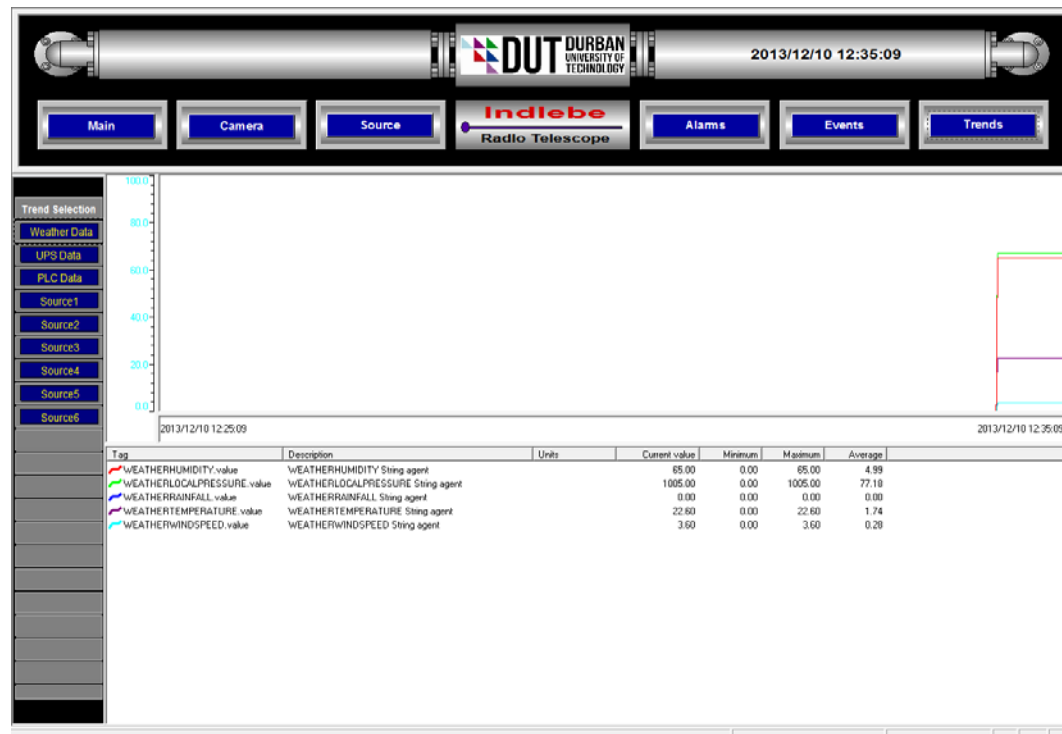 DUT DURBAN UNIVERSITY OF TECHNOLOGY
2013/12/10 12:35:09
Main
Camera
Source
Indlebe
Radio Telescope
Alarms
Events
Trends
Trend Selection
Weather Data
UPS Data
PLC Data
Source1
Source2
Source3
Source4
Source5
Source6
100.0
80.0
60.0
40.0
20.0
0.0
2013/12/10 12:25:09 2013/12/10 12:35:09
Tag Description Units Current value Minimum Maximum Average
WEATHERHUMIDITY.value WEATHERHUMIDITY String agent 65.00 0.00 65.00 4.99
WEATHERLOCALPRESSURE.value WEATHERLOCALPRESSURE String agent 1005.00 0.00 1005.00 77.18
WEATHERRAINFALL.value WEATHERRAINFALL String agent 0.00 0.00 0.00 0.00
WEATHERTEMPERATURE.value WEATHERTEMPERATURE String agent 22.60 0.00 22.60 1.74
WEATHERWINDSPEED.value WEATHERWINDSPEED String agent 3.60 0.00 3.60 0.28